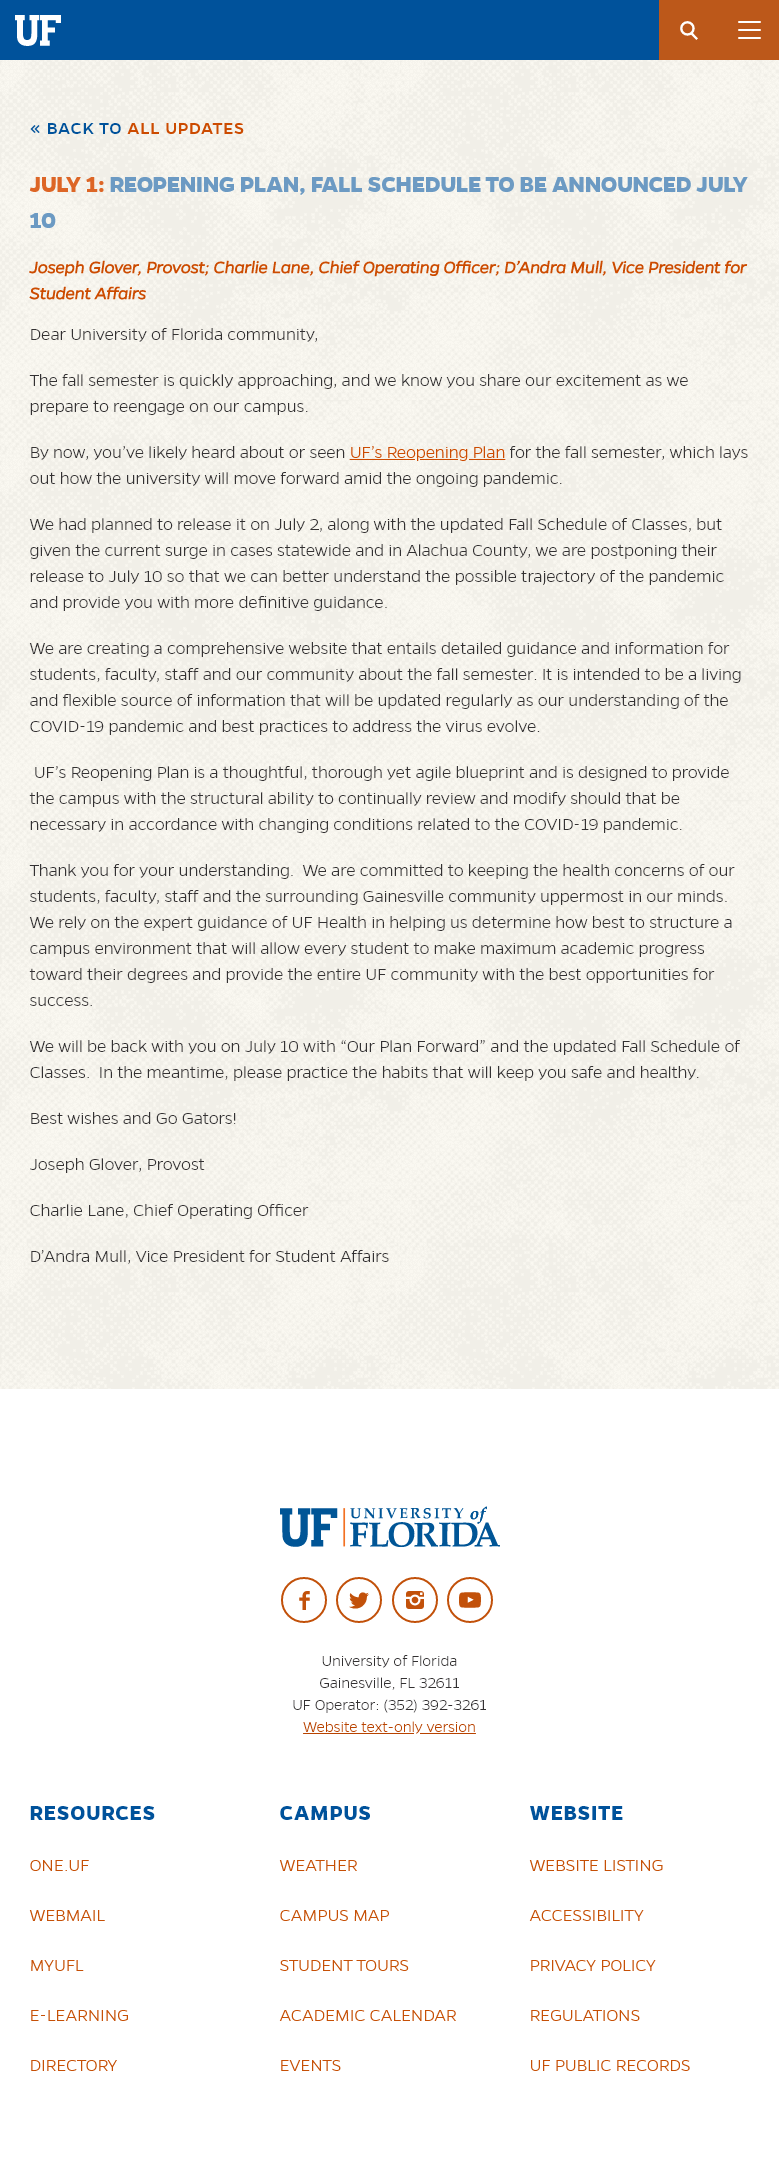 UF
« BACK TO ALL UPDATES
JULY 1: REOPENING PLAN, FALL SCHEDULE TO BE ANNOUNCED JULY
10
Joseph Glover, Provost; Charlie Lane, Chief Operating Officer; D’Andra Mull, Vice President for
Student Affairs
Dear University of Florida community,
The fall semester is quickly approaching, and we know you share our excitement as we
prepare to reengage on our campus.
By now, you’ve likely heard about or seen UF’s Reopening Plan for the fall semester, which lays
out how the university will move forward amid the ongoing pandemic.
We had planned to release it on July 2, along with the updated Fall Schedule of Classes, but
given the current surge in cases statewide and in Alachua County, we are postponing their
release to July 10 so that we can better understand the possible trajectory of the pandemic
and provide you with more definitive guidance.
We are creating a comprehensive website that entails detailed guidance and information for
students, faculty, staff and our community about the fall semester. It is intended to be a living
and flexible source of information that will be updated regularly as our understanding of the
COVID-19 pandemic and best practices to address the virus evolve.
UF’s Reopening Plan is a thoughtful, thorough yet agile blueprint and is designed to provide
the campus with the structural ability to continually review and modify should that be
necessary in accordance with changing conditions related to the COVID-19 pandemic.
Thank you for your understanding.  We are committed to keeping the health concerns of our
students, faculty, staff and the surrounding Gainesville community uppermost in our minds.
We rely on the expert guidance of UF Health in helping us determine how best to structure a
campus environment that will allow every student to make maximum academic progress
toward their degrees and provide the entire UF community with the best opportunities for
success.
We will be back with you on July 10 with “Our Plan Forward” and the updated Fall Schedule of
Classes.  In the meantime, please practice the habits that will keep you safe and healthy.
Best wishes and Go Gators!
Joseph Glover, Provost
Charlie Lane, Chief Operating Officer
D’Andra Mull, Vice President for Student Affairs
UF UNIVERSITY of
FLORIDA
University of Florida
Gainesville, FL 32611
UF Operator: (352) 392-3261
Website text-only version
RESOURCES
ONE.UF
WEBMAIL
MYUFL
E-LEARNING
DIRECTORY
CAMPUS
WEATHER
CAMPUS MAP
STUDENT TOURS
ACADEMIC CALENDAR
EVENTS
WEBSITE
WEBSITE LISTING
ACCESSIBILITY
PRIVACY POLICY
REGULATIONS
UF PUBLIC RECORDS